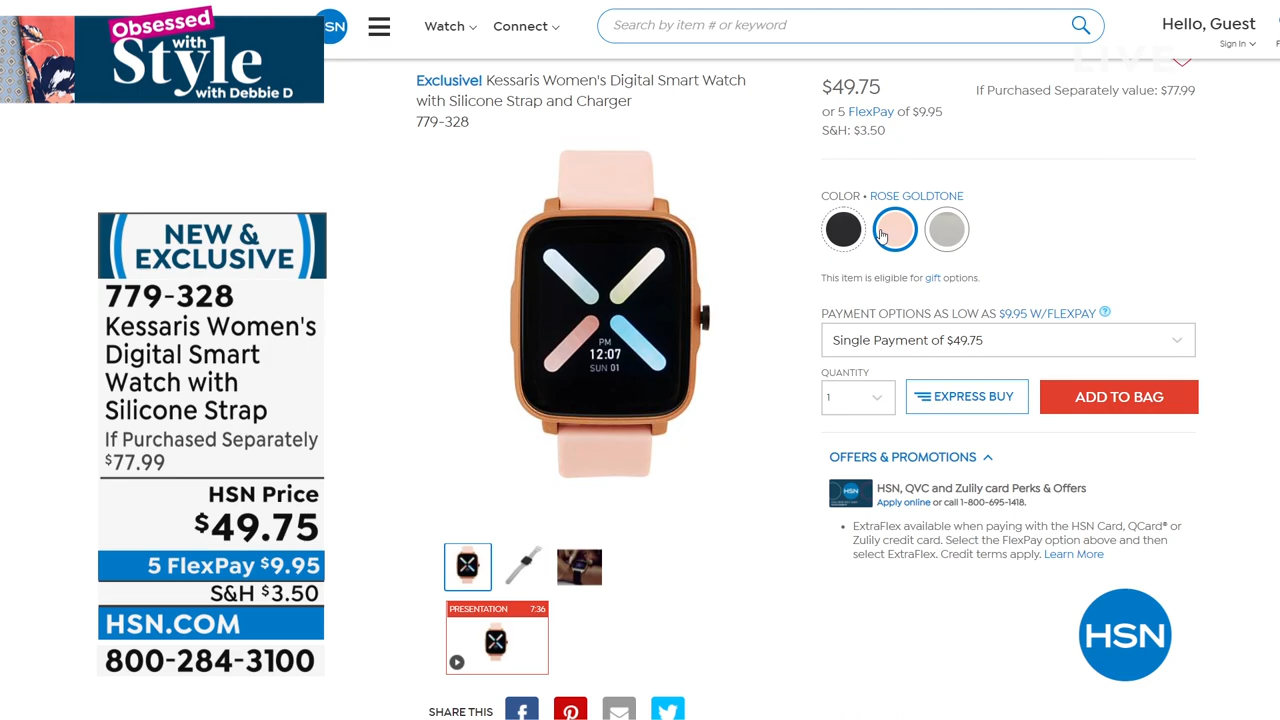 Obsessed
with
Style
with Debbie D
SN
Watch
Connect
Search by item # or keyword
Hello, Guest
Sign In
LIVE
Exclusive! Kessaris Women's Digital Smart Watch
with Silicone Strap and Charger
779-328
$49.75
If Purchased Separately value: $77.99
or 5 FlexPay of $9.95
S&H: $3.50
COLOR • ROSE GOLDTONE
This item is eligible for gift options.
PAYMENT OPTIONS AS LOW AS $9.95 W/FLEXPAY ?
Single Payment of $49.75
QUANTITY
1
EXPRESS BUY
ADD TO BAG
OFFERS & PROMOTIONS
HSN
HSN, QVC and Zulily card Perks & Offers
Apply online or call 1-800-695-1418.
• ExtraFlex available when paying with the HSN Card, QCard® or
Zulily credit card. Select the FlexPay option above and then
select ExtraFlex. Credit terms apply. Learn More
PM
12:07
SUN 01
PRESENTATION 7:36
SHARE THIS
NEW &
EXCLUSIVE
779-328
Kessaris Women's
Digital Smart
Watch with
Silicone Strap
If Purchased Separately
$77.99
HSN Price
$49.75
5 FlexPay $9.95
S&H $3.50
HSN.COM
800-284-3100
HSN